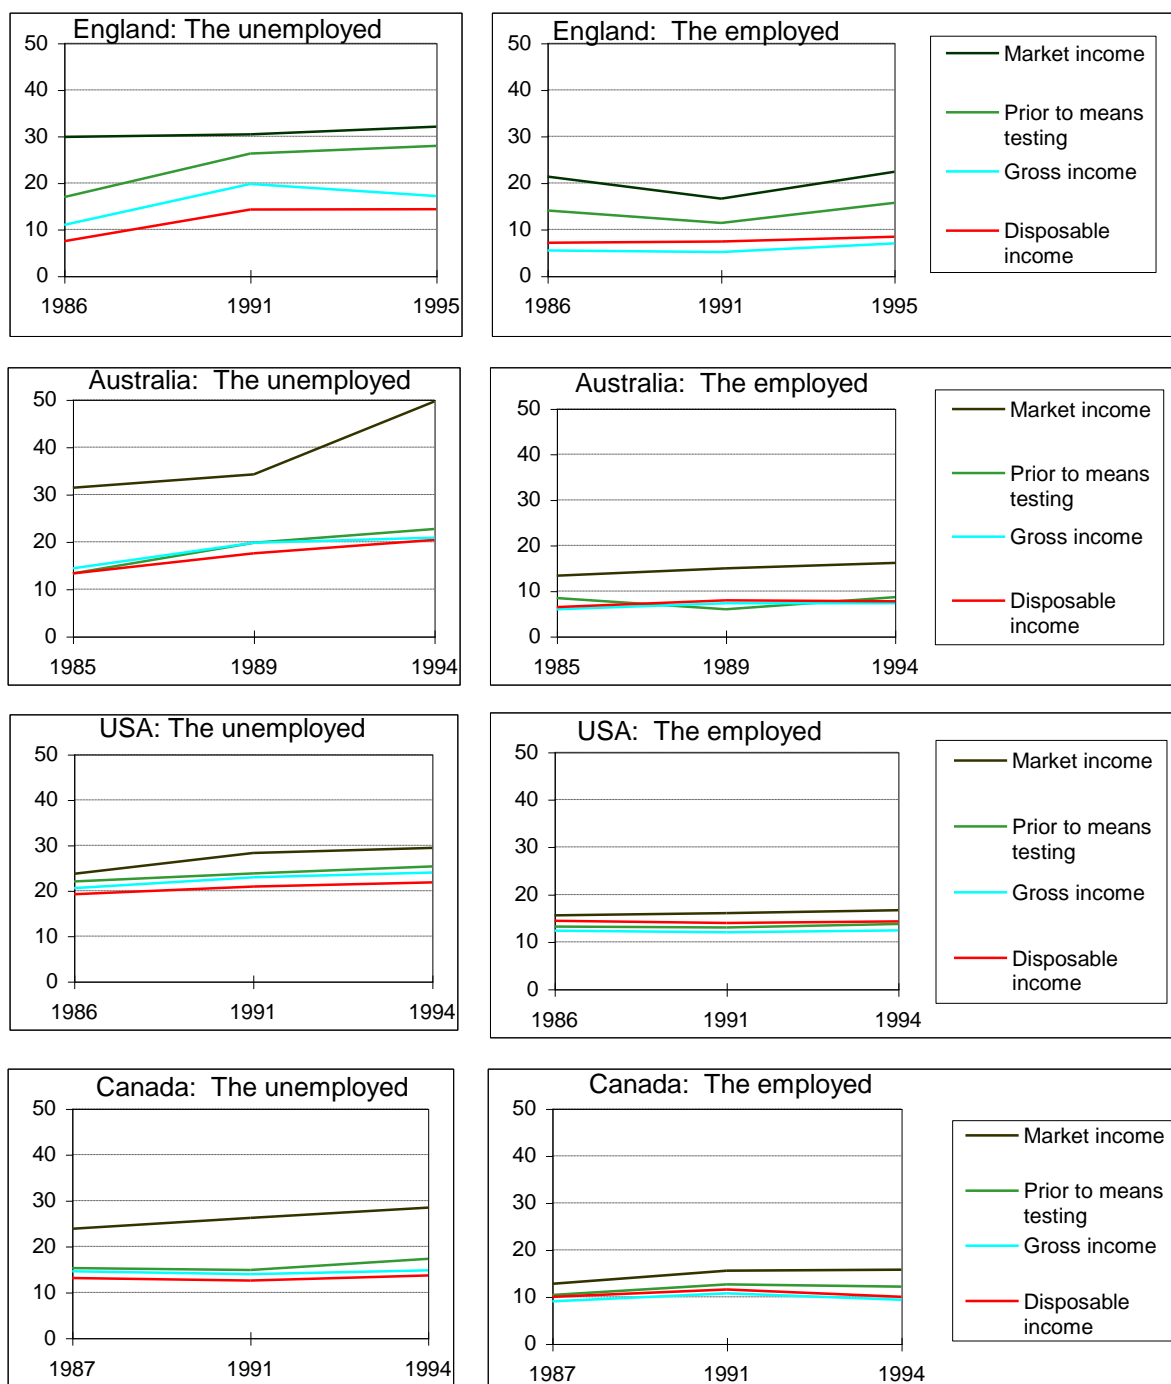 England: The unemployed
50
40
30
20
10
0
1986 1991 1995
England: The employed
50
40
30
20
10
0
1986 1991 1995
Market income
Prior to means
testing
Gross income
Disposable
income
Australia: The unemployed
50
40
30
20
10
0
1985 1989 1994
Australia: The employed
50
40
30
20
10
0
1985 1989 1994
Market income
Prior to means
testing
Gross income
Disposable
income
USA: The unemployed
50
40
30
20
10
0
1986 1991 1994
USA: The employed
50
40
30
20
10
0
1986 1991 1994
Market income
Prior to means
testing
Gross income
Disposable
income
Canada: The unemployed
50
40
30
20
10
0
1987 1991 1994
Canada: The employed
50
40
30
20
10
0
1987 1991 1994
Market income
Prior to means
testing
Gross income
Disposable
income